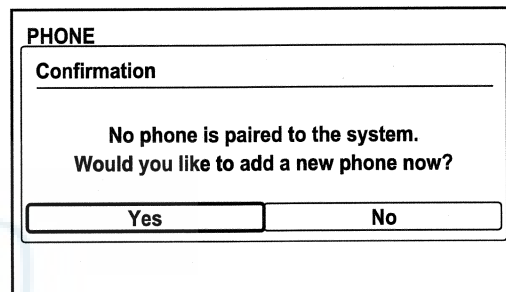 PHONE
Confirmation
No phone is paired to the system.
Would you like to add a new phone now?
Yes
No